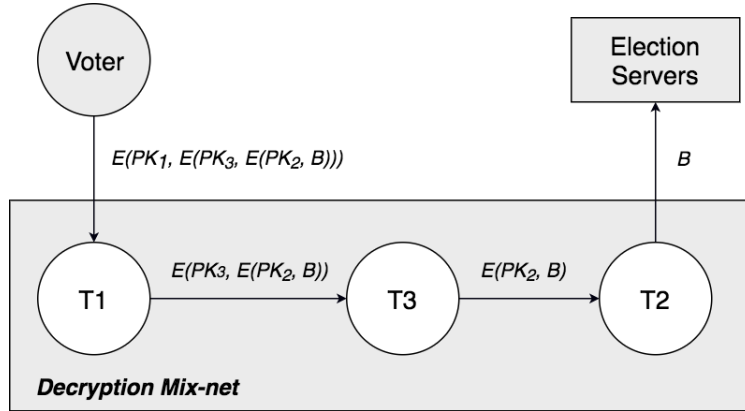 Voter
Election
Servers
E(PK1, E(PK3, E(PK2, B)))
B
E(PK3, E(PK2, B))
E(PK2, B)
T1
T3
T2
Decryption Mix-net